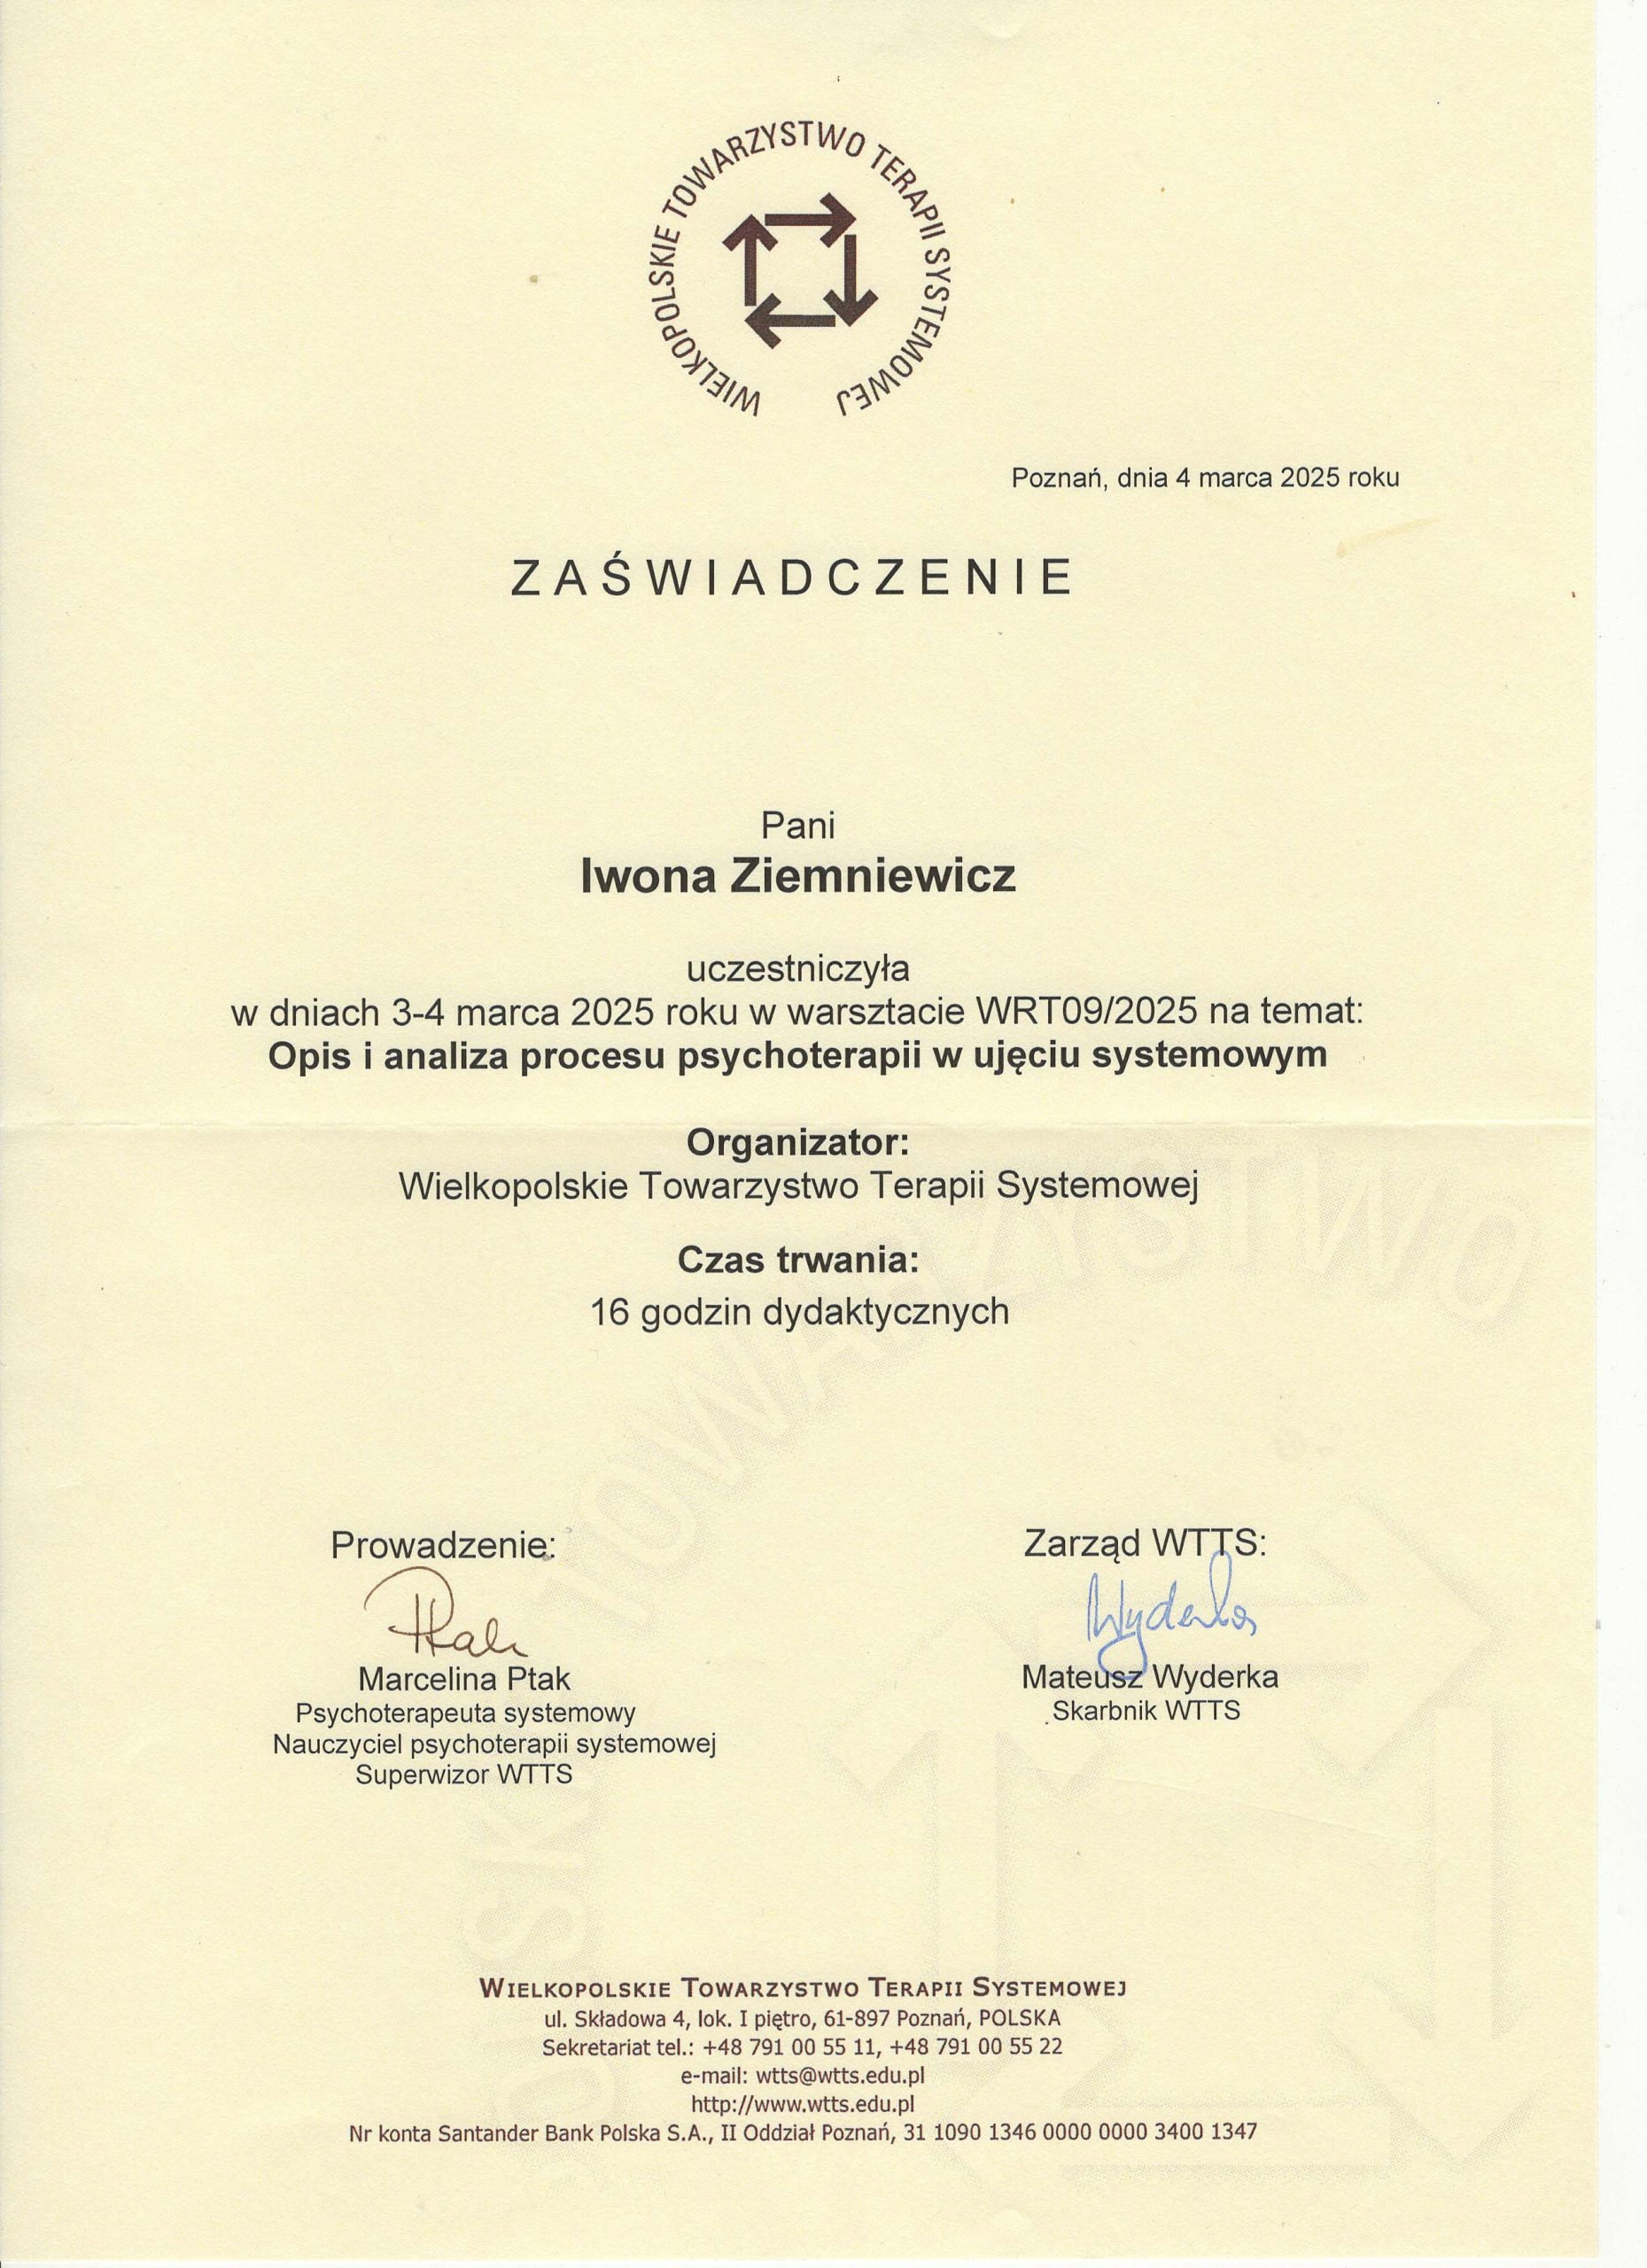 WIELKOPOLSKIE TOWARZYSTWO TERAPII SYSTEMOWEJ
Poznań, dnia 4 marca 2025 roku
ZAŚWIADCZENIE
Pani
Iwona Ziemniewicz
uczestniczyła
w dniach 3-4 marca 2025 roku w warsztacie WRT09/2025 na temat:
Opis i analiza procesu psychoterapii w ujęciu systemowym
Organizator:
Wielkopolskie Towarzystwo Terapii Systemowej
Czas trwania:
16 godzin dydaktycznych
Prowadzenie:
Ptak
Marcelina Ptak
Psychoterapeuta systemowy
Nauczyciel psychoterapii systemowej
Superwizor WTTS
Zarząd WTTS:
Wyderka
Mateusz Wyderka
Skarbnik WTTS
WIELKOPOLSKIE TOWARZYSTWO TERAPII SYSTEMOWEJ
ul. Składowa 4, lok. I piętro, 61-897 Poznań, POLSKA
Sekretariat tel.: +48 791 00 55 11, +48 791 00 55 22
e-mail: wtts@wtts.edu.pl
http://www.wtts.edu.pl
Nr konta Santander Bank Polska S.A., II Oddział Poznań, 31 1090 1346 0000 0000 3400 1347